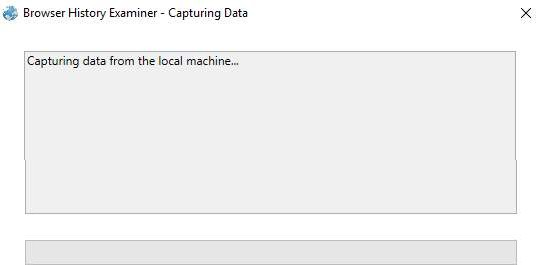 Browser History Examiner - Capturing Data
Capturing data from the local machine...